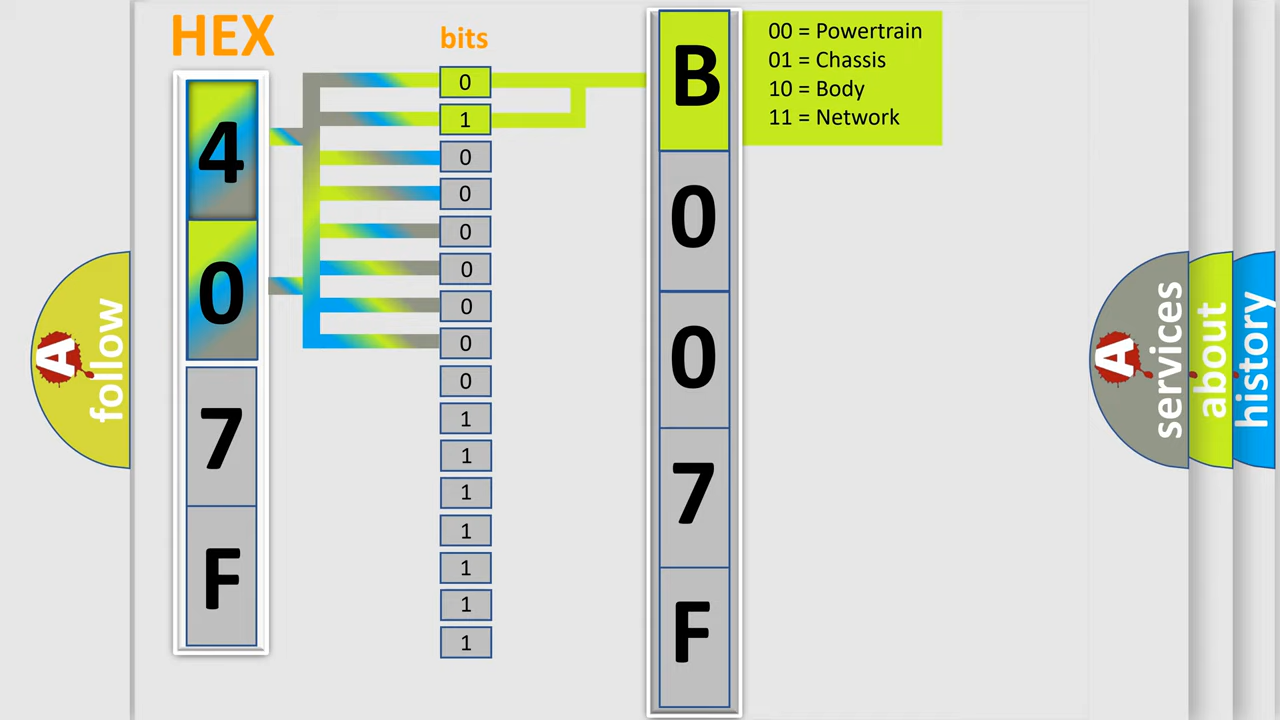 HEX
bits
4
0
7
F
0
1
0
0
0
0
0
0
0
1
1
1
1
1
1
1
B
0
0
7
F
00 = Powertrain
01 = Chassis
10 = Body
11 = Network
A
follow
A
services
about
history